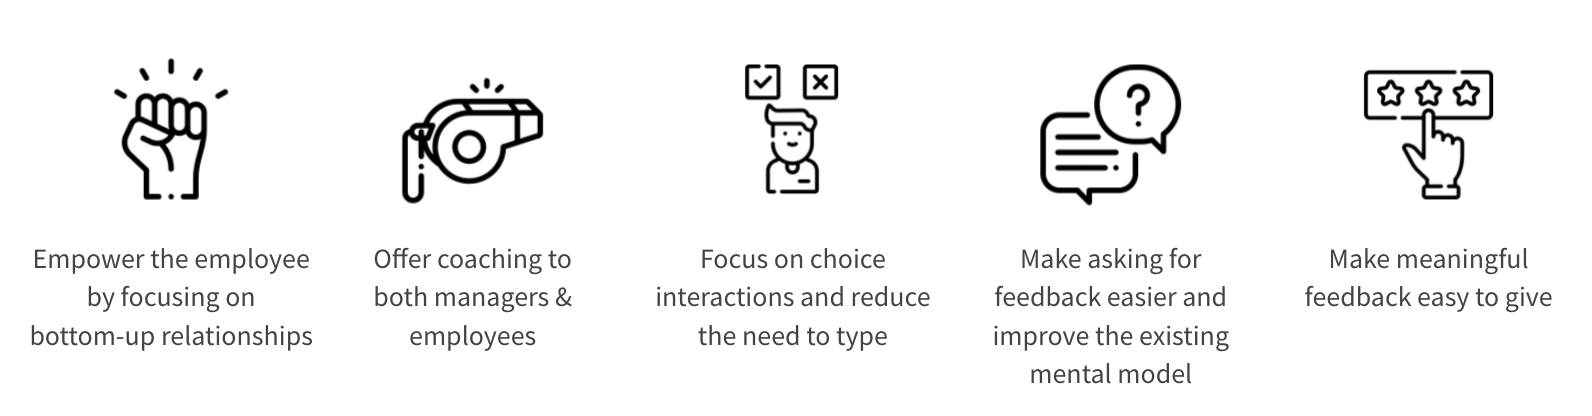 Empower the employee
by focusing on
bottom-up relationships
Offer coaching to
both managers &
employees
Focus on choice
interactions and reduce
the need to type
?
Make asking for
feedback easier and
improve the existing
mental model
Make meaningful
feedback easy to give